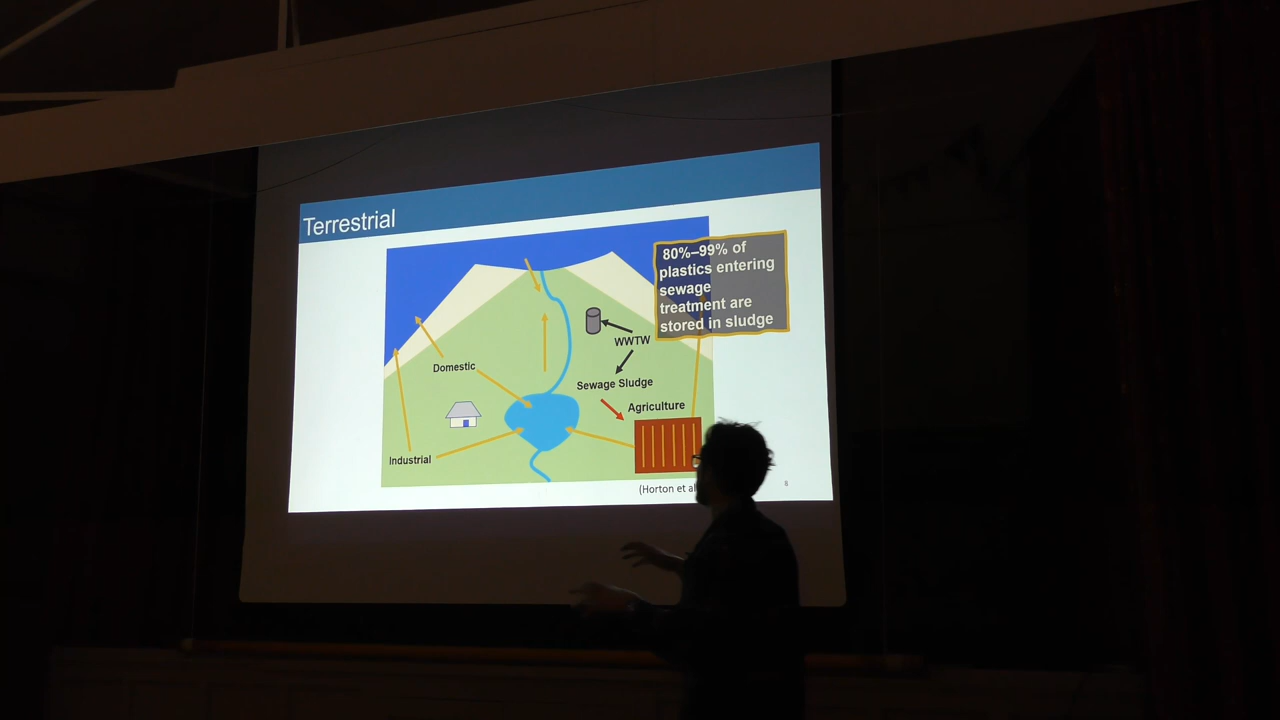 Terrestrial
80%–99% of
plastics entering
sewage
treatment are
stored in sludge
WWTW
Domestic
Sewage Sludge
Agriculture
Industrial
(Horton et al
8